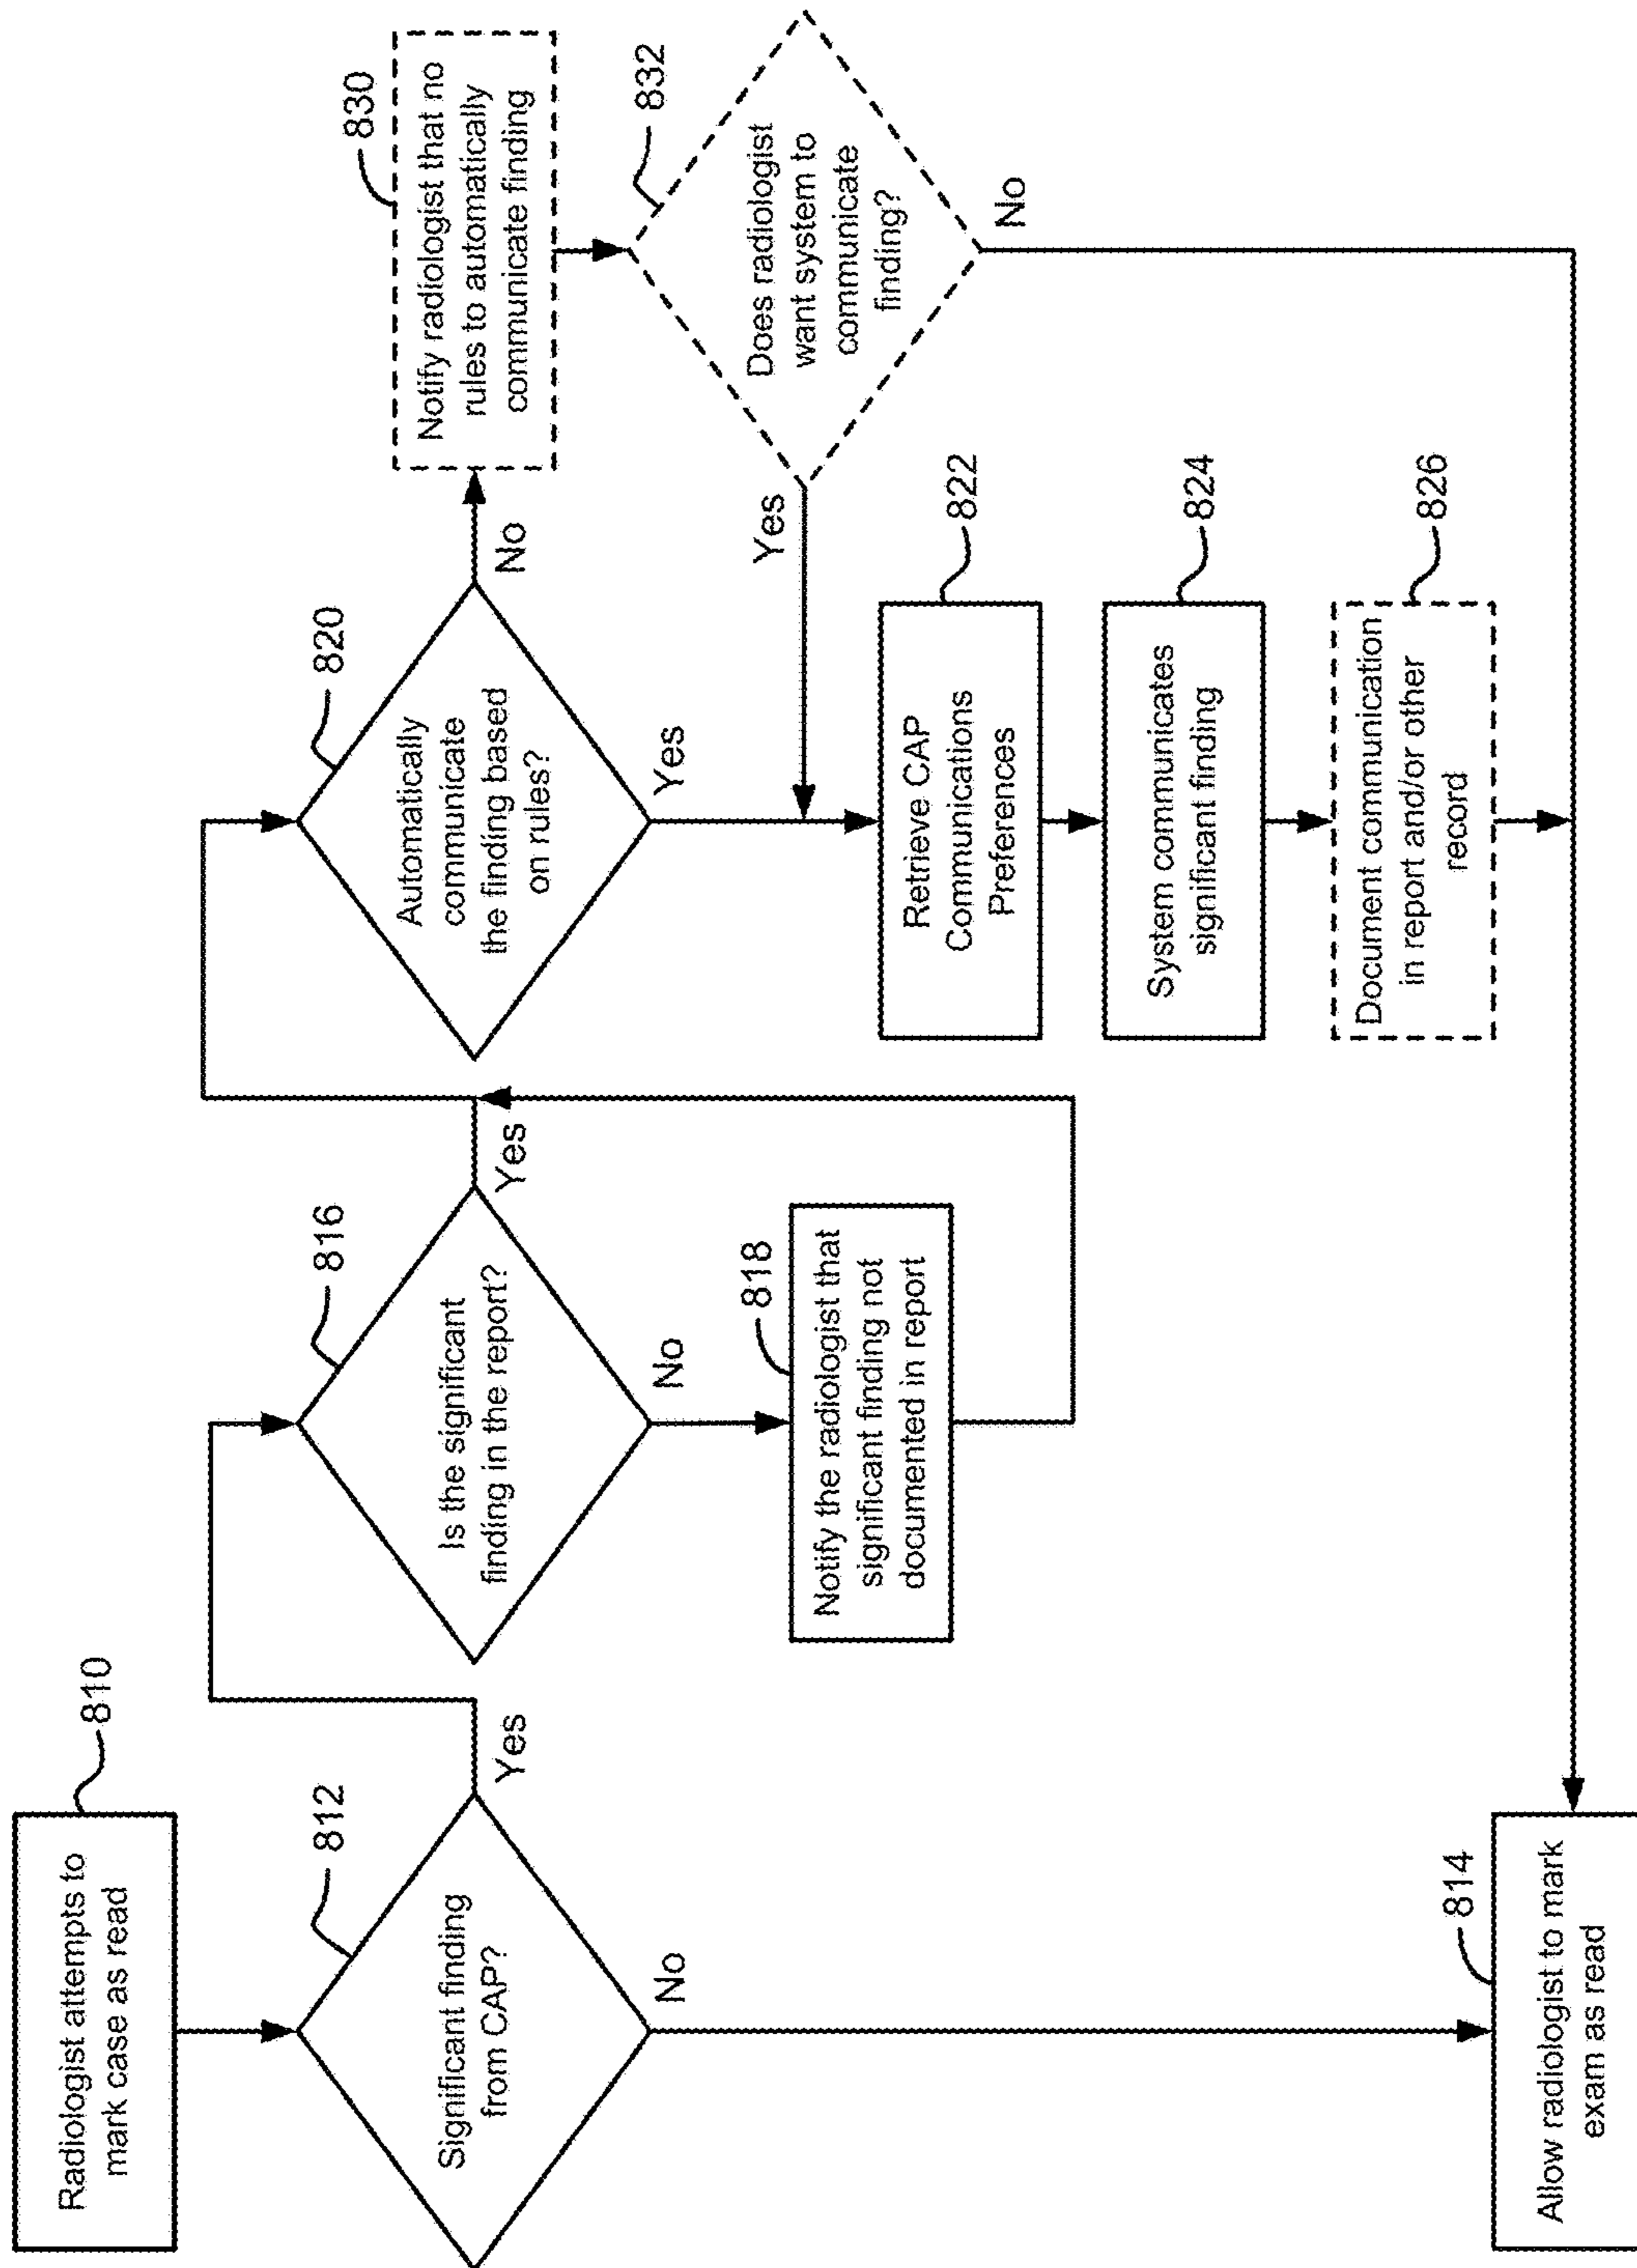 Radiologist attempts to
mark case as read
810
Significant finding
from CAP?
812
Yes
No
Allow radiologist to mark
exam as read
814
Is the significant
finding in the report?
816
Yes
No
Notify the radiologist that
significant finding not
documented in report
818
Automatically
communicate
the finding based
on rules?
820
No
Yes
Retrieve CAP
Communications
Preferences
822
System communicates
significant finding
824
Document communication
in report and/or other
record
826
Notify radiologist that no
rules to automatically
communicate finding
830
Does radiologist
want system to
communicate
finding?
832
Yes
No